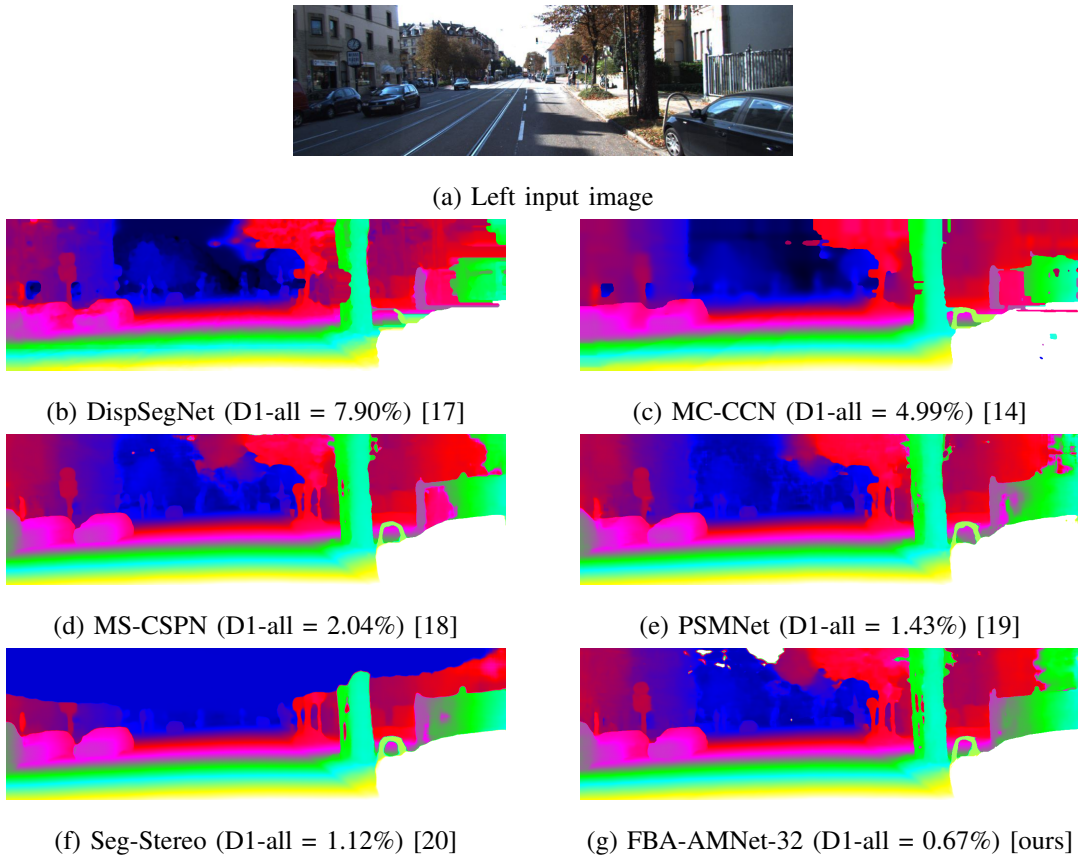 (a) Left input image
(b) DispSegNet (D1-all = 7.90%) [17]
(c) MC-CCN (D1-all = 4.99%) [14]
(d) MS-CSPN (D1-all = 2.04%) [18]
(e) PSMNet (D1-all = 1.43%) [19]
(f) Seg-Stereo (D1-all = 1.12%) [20]
(g) FBA-AMNet-32 (D1-all = 0.67%) [ours]